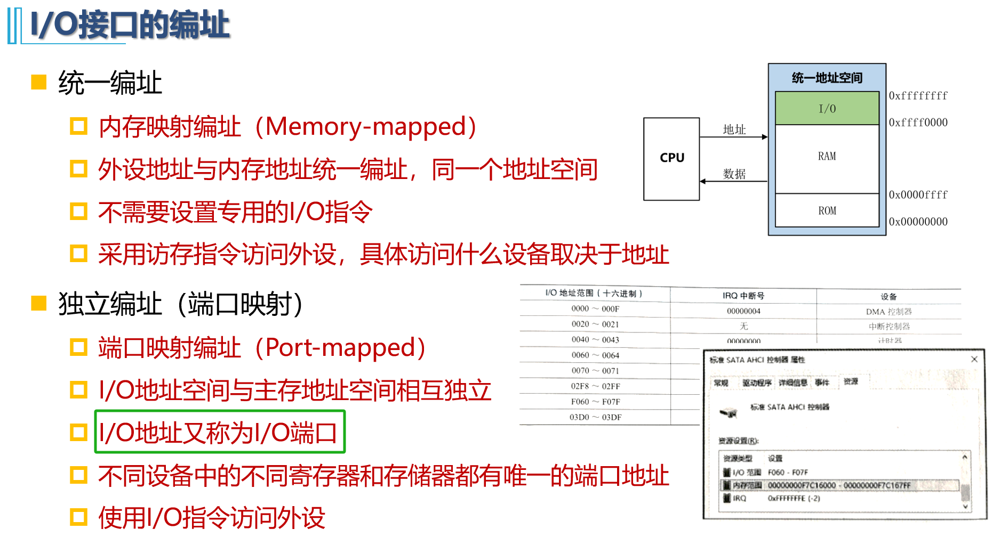 I/O接口的编址
统一编址
内存映射编址（Memory-mapped）
外设地址与内存地址统一编址，同一个地址空间
不需要设置专用的I/O指令
采用访存指令访问外设，具体访问什么设备取决于地址
统一地址空间
I/O
RAM
ROM
0xffffffff
0xffff0000
0x0000ffff
0x00000000
CPU
地址
数据
独立编址（端口映射）
端口映射编址（Port-mapped）
I/O地址空间与主存地址空间相互独立
I/O地址又称为I/O端口
不同设备中的不同寄存器和存储器都有唯一的端口地址
使用I/O指令访问外设
I/O 地址范围（十六进制） IRQ 中断号 设备
0000 ～ 000F 00000004 DMA 控制器
0020 ～ 0021 无 中断控制器
0040 ～ 0043 00000000 计时器
0060 ～ 0064
0070 ～ 0071
02F8 ～ 02FF
F060 ～ F07F
03D0 ～ 03DF
标准 SATA AHCI 控制器 属性
常规 驱动程序 详细信息 事件 资源
标准 SATA AHCI 控制器
资源设置(R):
资源类型 设置
I/O 范围 F060 - F07F
内存范围 00000000F7C16000 - 00000000F7C167FF
IRQ 0xFFFFFFFE (-2)